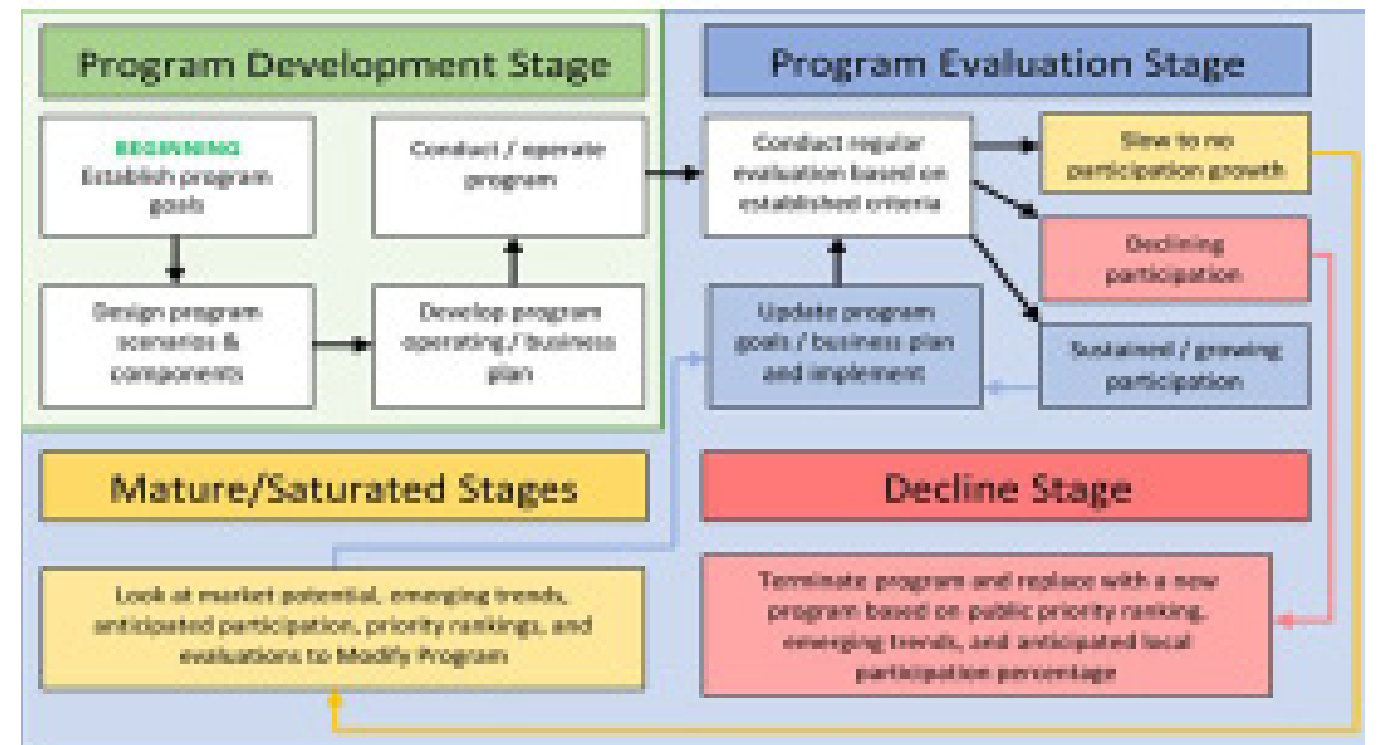 Program Development Stage
BEGINNING
Establish program
goals
Design program
scenarios &
components
Develop program
operating / business
plan
Conduct / operate
program
Program Evaluation Stage
Conduct regular
evaluation based on
established criteria
Slow to no
participation growth
Declining
participation
Sustained / growing
participation
Update program
goals / business plan
and implement
Mature/Saturated Stages
Look at market potential, emerging trends,
anticipated participation, priority rankings, and
evaluations to Modify Program
Decline Stage
Terminate program and replace with a new
program based on public priority ranking,
emerging trends, and anticipated local
participation percentage